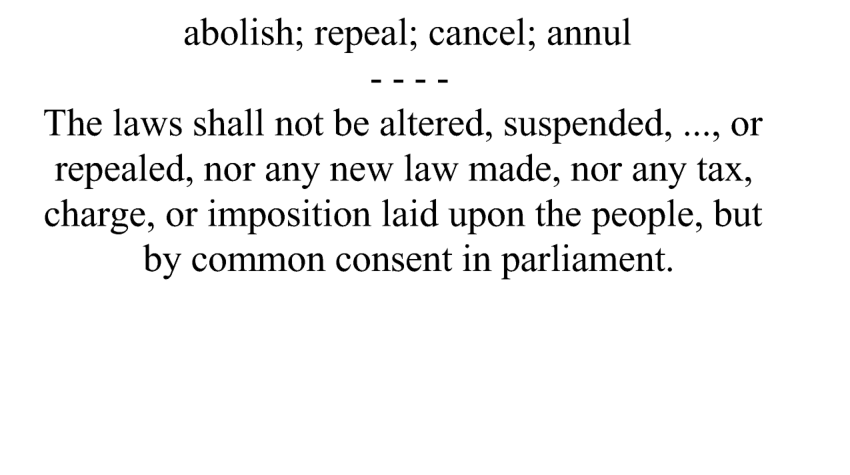 abolish; repeal; cancel; annul
- - - -
The laws shall not be altered, suspended, ..., or
repealed, nor any new law made, nor any tax,
charge, or imposition laid upon the people, but
by common consent in parliament.